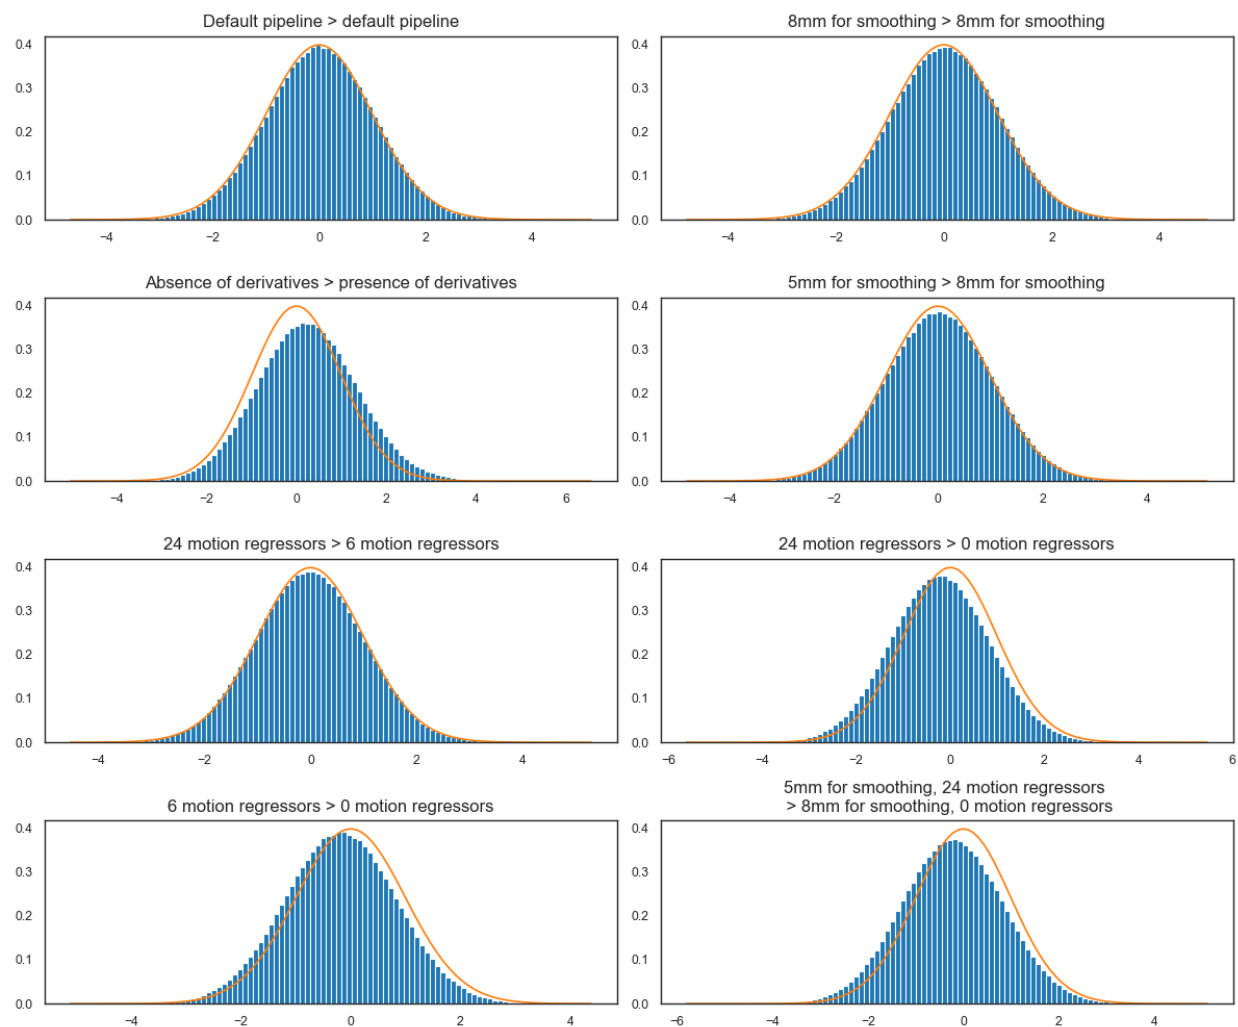 Default pipeline > default pipeline
0.4
0.3
0.2
0.1
0.0
−4 −2 0 2 4
8mm for smoothing > 8mm for smoothing
0.4
0.3
0.2
0.1
0.0
−4 −2 0 2 4
Absence of derivatives > presence of derivatives
0.4
0.3
0.2
0.1
0.0
−4 −2 0 2 4 6
5mm for smoothing > 8mm for smoothing
0.4
0.3
0.2
0.1
0.0
−4 −2 0 2 4
24 motion regressors > 6 motion regressors
0.4
0.3
0.2
0.1
0.0
−4 −2 0 2 4
24 motion regressors > 0 motion regressors
0.4
0.3
0.2
0.1
0.0
−6 −4 −2 0 2 4 6
6 motion regressors > 0 motion regressors
0.4
0.3
0.2
0.1
0.0
−4 −2 0 2 4
5mm for smoothing, 24 motion regressors
> 8mm for smoothing, 0 motion regressors
0.4
0.3
0.2
0.1
0.0
−6 −4 −2 0 2 4